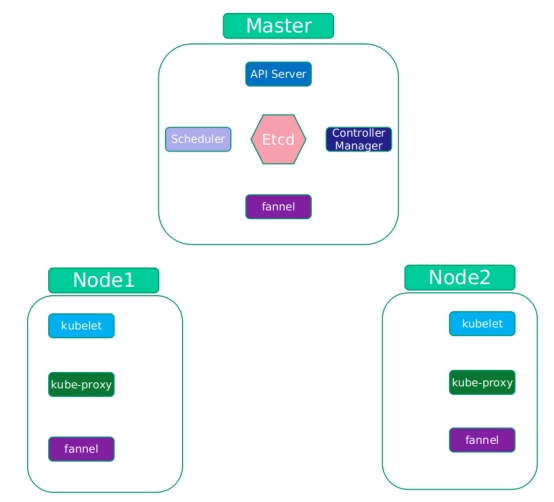 Master
API Server
Scheduler
Etcd
Controller
Manager
fannel
Node1
kubelet
kube-proxy
fannel
Node2
kubelet
kube-proxy
fannel